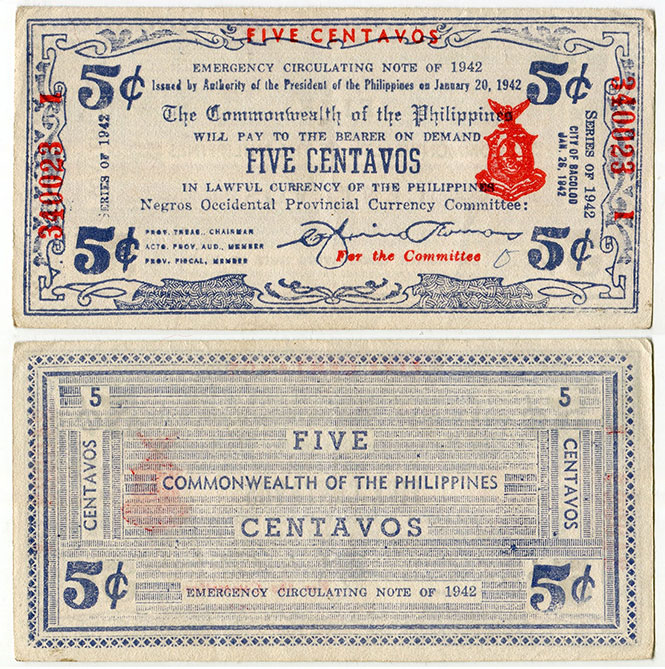 FIVE CENTAVOS
5¢
5¢
EMERGENCY CIRCULATING NOTE OF 1942
Issued by Authority of the President of the Philippines on January 20, 1942
The Commonwealth of the Philippines
WILL PAY TO THE BEARER ON DEMAND
FIVE CENTAVOS
IN LAWFUL CURRENCY OF THE PHILIPPINES
Negros Occidental Provincial Currency Committee:
340023 I
SERIES OF 1942
SERIES OF 1942
CITY OF BACOLOD
JAN. 26, 1942
340023 I
PROV. TREAS., CHAIRMAN
ACTG. PROV. AUD., MEMBER
PROV. FISCAL, MEMBER
For the Committee
5¢
5¢
5
5
FIVE
CENTAVOS
COMMONWEALTH OF THE PHILIPPINES
CENTAVOS
CENTAVOS
5¢
EMERGENCY CIRCULATING NOTE OF 1942
5¢